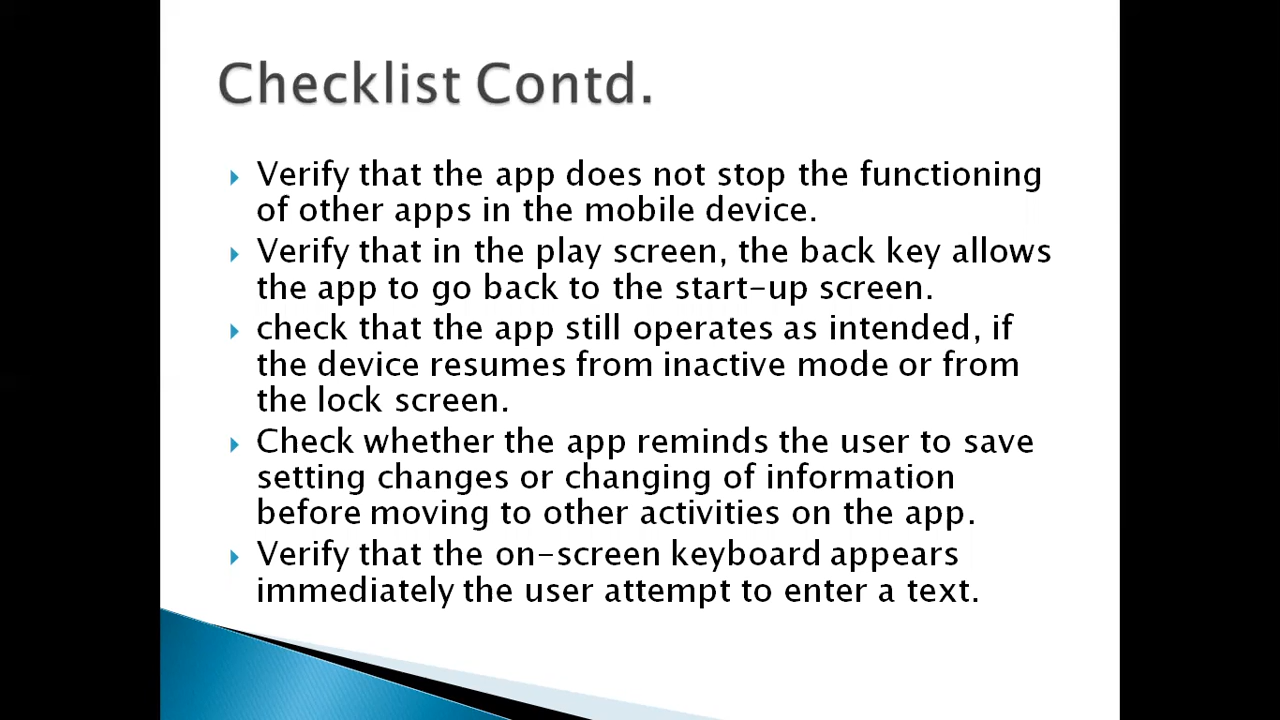 Checklist Contd.
Verify that the app does not stop the functioning
of other apps in the mobile device.
Verify that in the play screen, the back key allows
the app to go back to the start-up screen.
check that the app still operates as intended, if
the device resumes from inactive mode or from
the lock screen.
Check whether the app reminds the user to save
setting changes or changing of information
before moving to other activities on the app.
Verify that the on-screen keyboard appears
immediately the user attempt to enter a text.